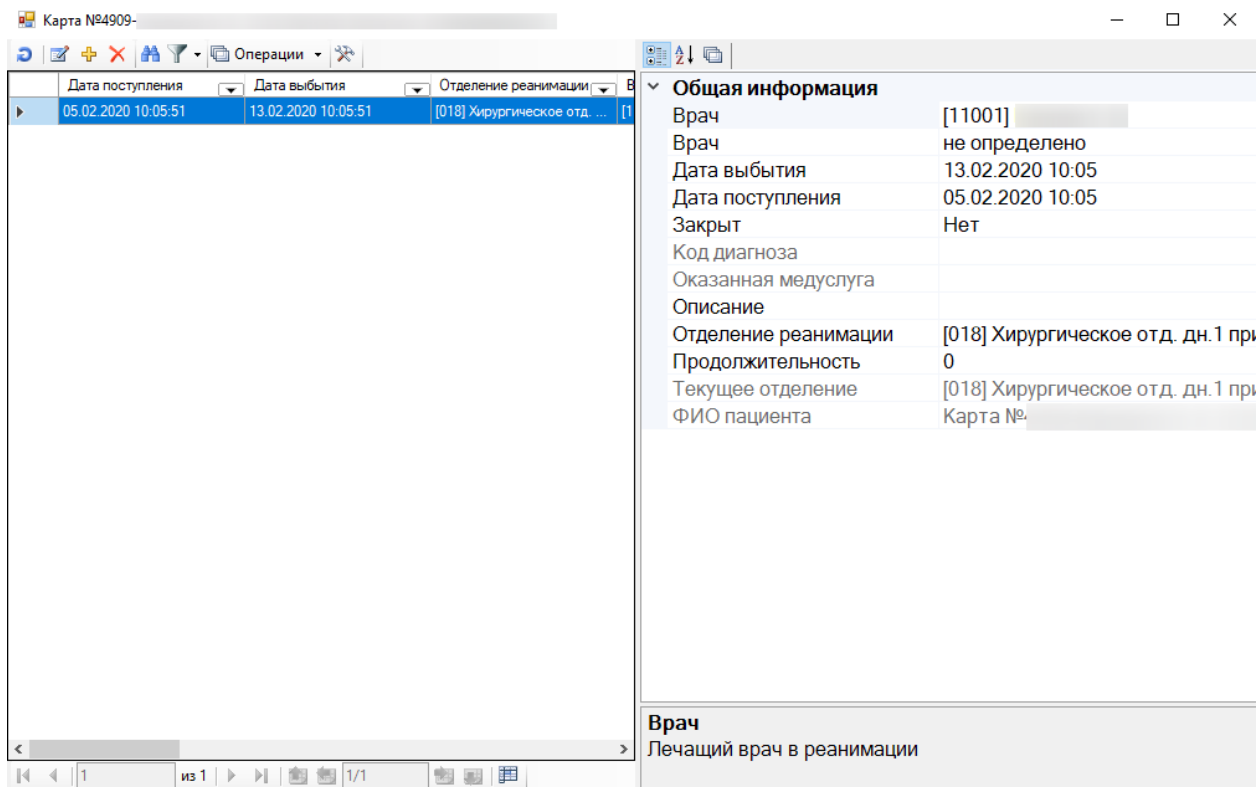 Карта №4909-
Операции
Дата поступления Дата выбытия Отделение реанимации В
05.02.2020 10:05:51 13.02.2020 10:05:51 [018] Хирургическое отд. ... [1
1 из 1 1/1
Общая информация
Врач [11001]
Врач не определено
Дата выбытия 13.02.2020 10:05
Дата поступления 05.02.2020 10:05
Закрыт Нет
Код диагноза
Оказанная медуслуга
Описание
Отделение реанимации [018] Хирургическое отд. дн.1 при
Продолжительность 0
Текущее отделение [018] Хирургическое отд. дн.1 при
ФИО пациента Карта №
Врач
Лечащий врач в реанимации